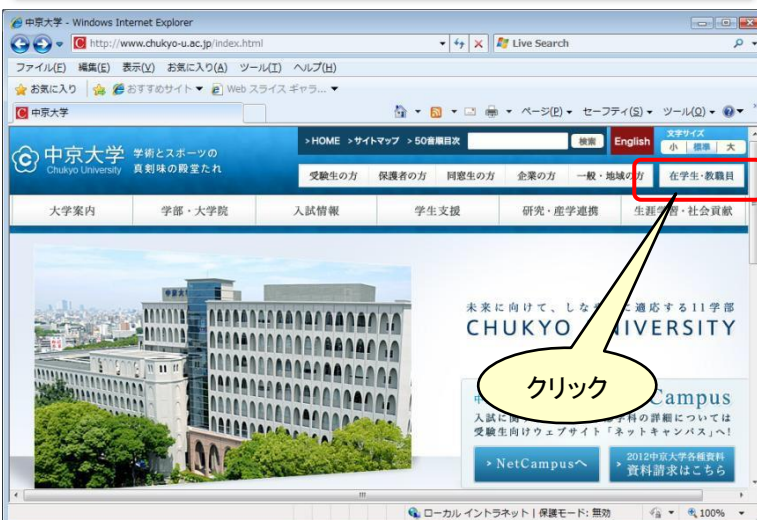 中京大学 - Windows Internet Explorer
http://www.chukyo-u.ac.jp/index.html
Live Search
ファイル(F) 編集(E) 表示(V) お気に入り(A) ツール(T) ヘルプ(H)
お気に入り おすすめサイト ▼ Web スライス ギャラ... ▼
中京大学
ページ(P) セーフティ(S) ツール(O)
>HOME >サイトマップ >50音順目次 検索 English 文字サイズ
小 標準 大
中京大学 学術とスポーツの
Chukyo University 真剣味の殿堂たれ
受験生の方 保護者の方 同窓生の方 企業の方 一般・地域の方 在学生・教職員
大学案内 学部・大学院 入試情報 学生支援 研究・産学連携 生涯学習・社会貢献
未来に向けて、しな に適応する11学部
CHUKYO NIVERSITY
クリック
Campus
入試に 学科の詳細については
受験生向けウェブサイト「ネットキャンパス」へ!
>NetCampusへ
>2012中京大学各種資料
資料請求はこちら
ローカル イントラネット | 保護モード: 無効 100%